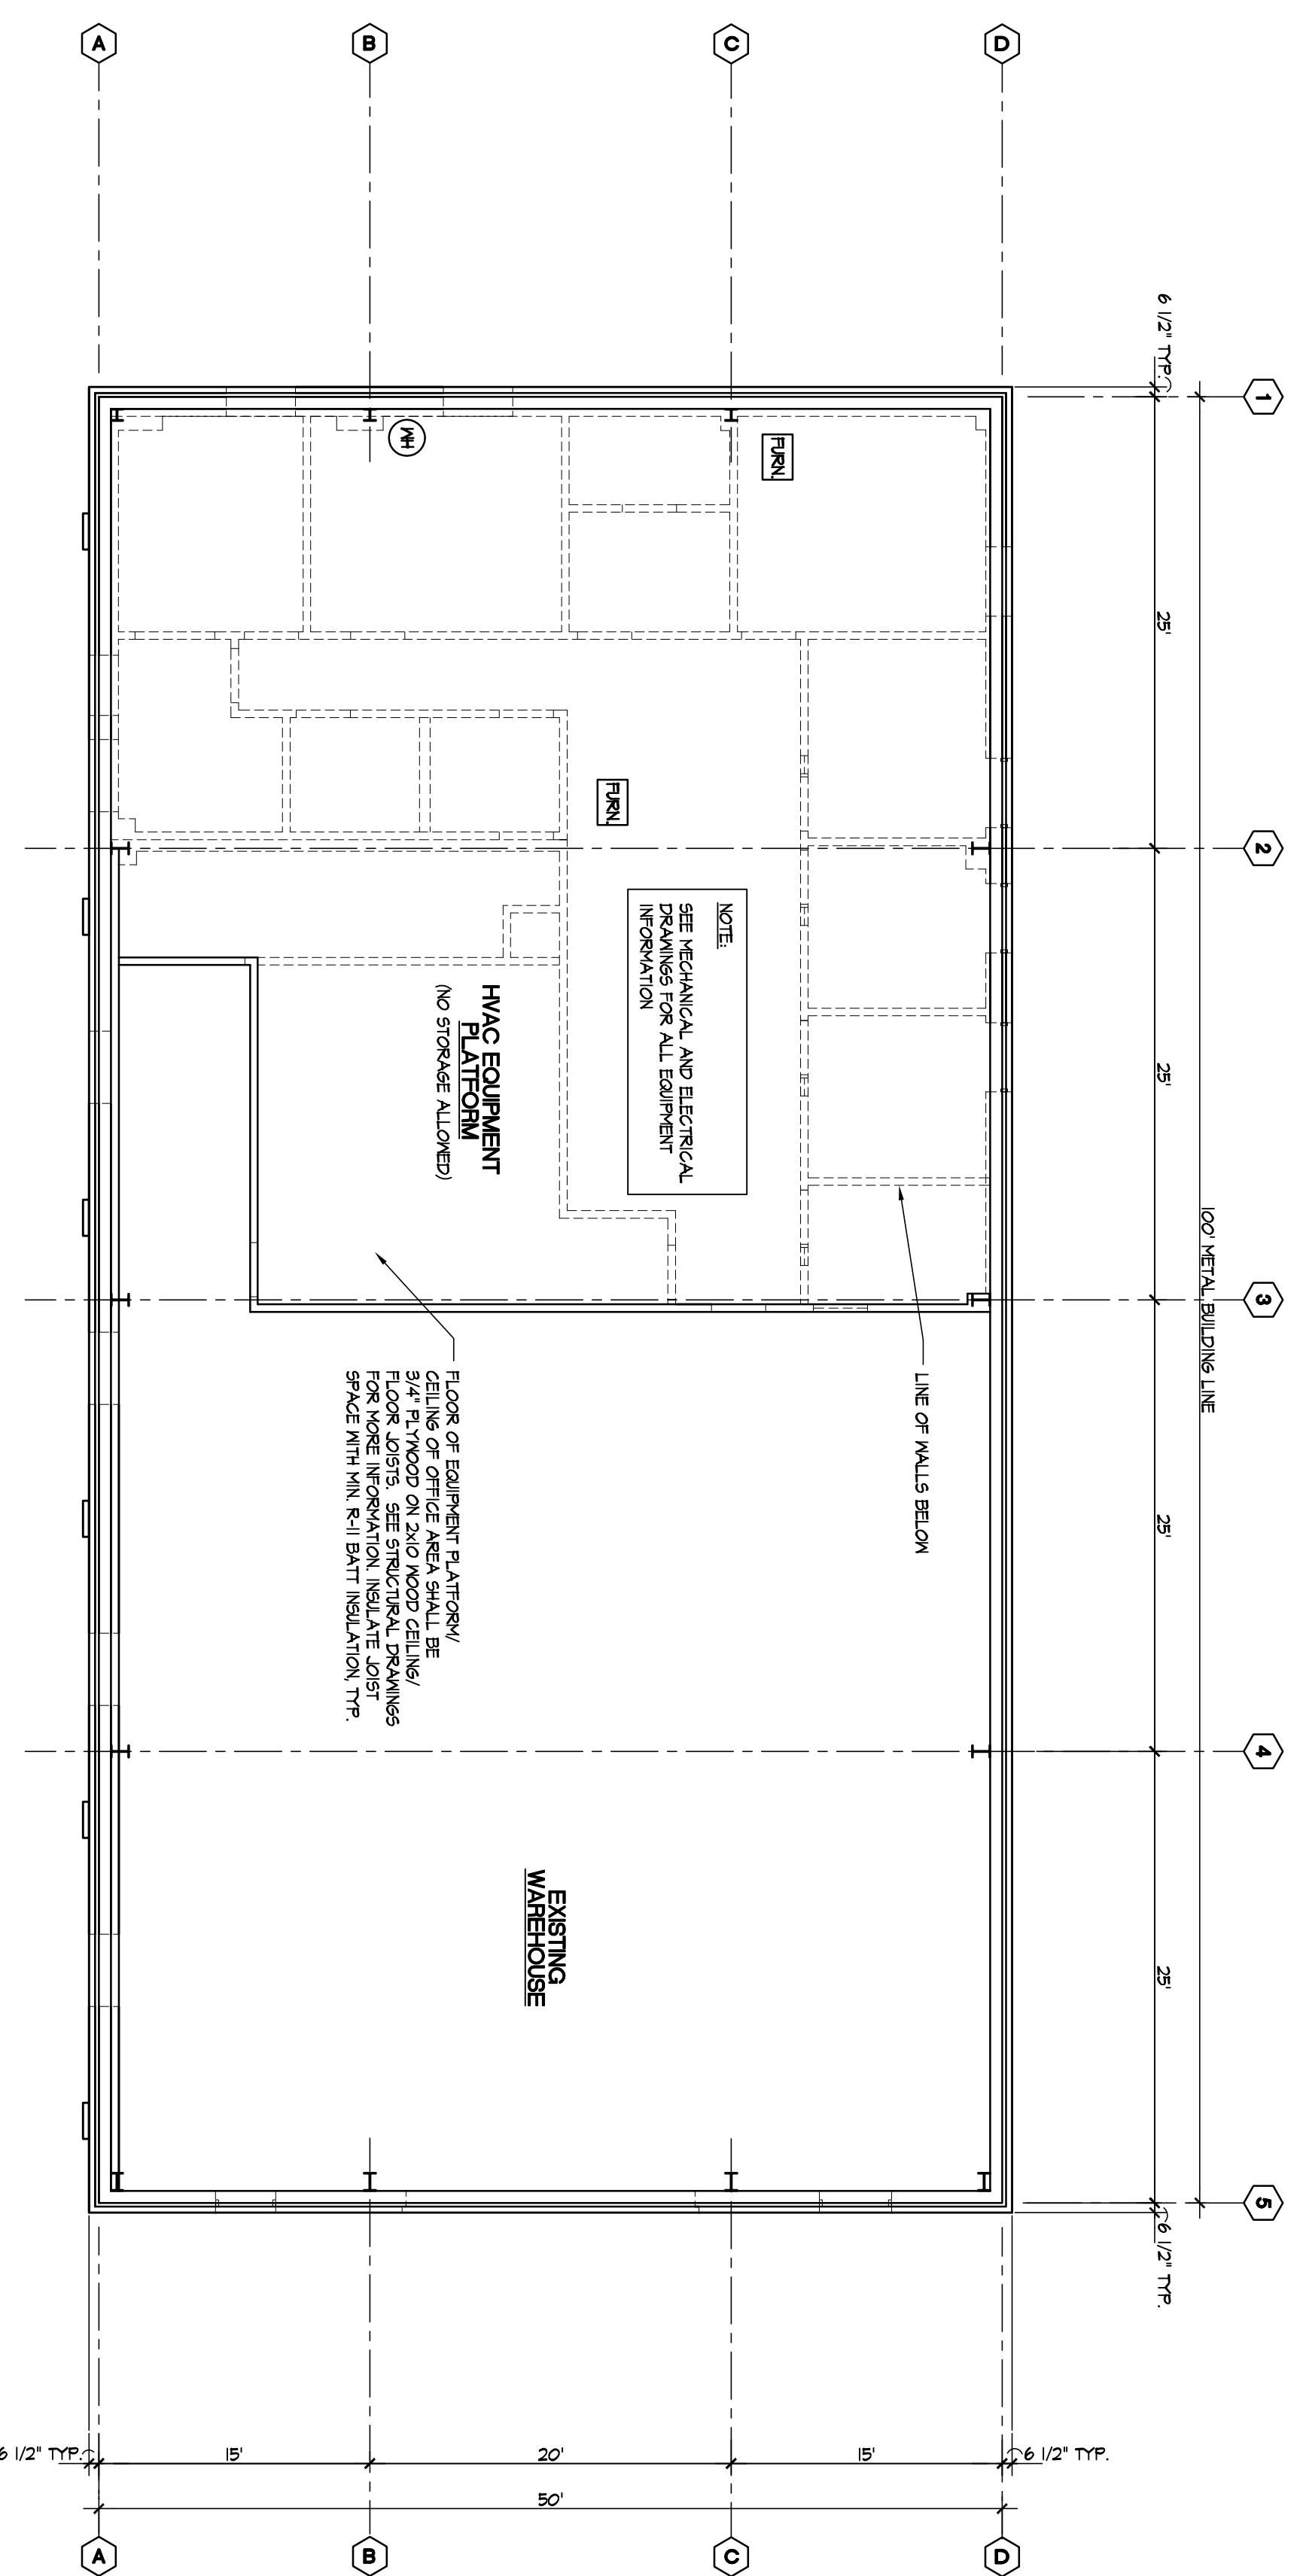 A
B
C
D
6 1/2" TYP.
1
FURN.
WH
25'
FURN.
2
NOTE:
SEE MECHANICAL AND ELECTRICAL
DRAWINGS FOR ALL EQUIPMENT
INFORMATION
HVAC EQUIPMENT
PLATFORM
(NO STORAGE ALLOWED)
25'
100' METAL BUILDING LINE
3
LINE OF WALLS BELOW
FLOOR OF EQUIPMENT PLATFORM/
CEILING OF OFFICE AREA SHALL BE
3/4" PLYWOOD ON 2x10 WOOD CEILING/
FLOOR JOISTS. SEE STRUCTURAL DRAWINGS
FOR MORE INFORMATION. INSULATE JOIST
SPACE WITH MIN. R-11 BATT INSULATION, TYP.
25'
4
EXISTING
WAREHOUSE
25'
5
6 1/2" TYP.
6 1/2" TYP.
15'
20'
15'
6 1/2" TYP.
50'
A
B
C
D